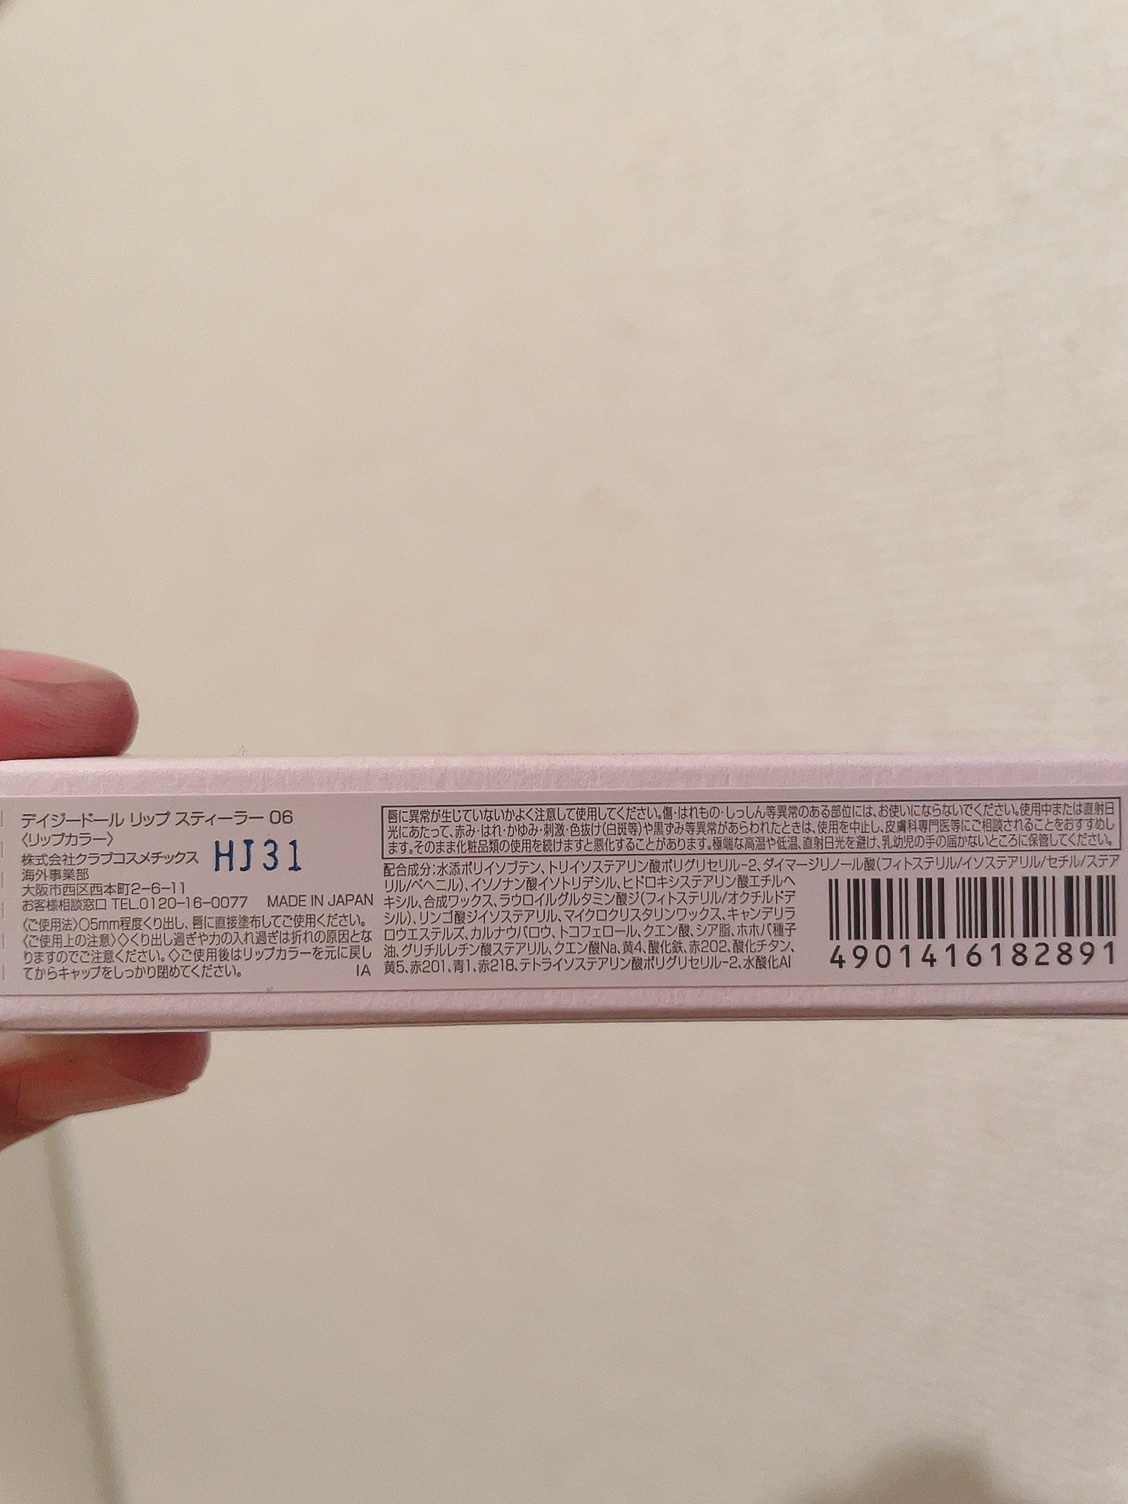 デイジードール リップ スティーラー 06
〈リップカラー〉
株式会社クラブコスメチックス
海外事業部
大阪市西区西本町2-6-11
お客様相談窓口 TEL.0120-16-0077 MADE IN JAPAN
HJ31
〈ご使用法〉○5mm程度くり出し、唇に直接塗布してご使用ください。
〈ご使用上の注意〉◇くり出し過ぎや力の入れ過ぎは折れの原因とな
りますのでご注意ください。◇ご使用後はリップカラーを元に戻し
てからキャップをしっかり閉めてください。 IA
唇に異常が生じていないかよく注意して使用してください。傷・はれもの・しっしん等異常のある部位には、お使いにならないでください。使用中または直射日
光にあたって、赤み・はれ・かゆみ・刺激・色抜け(白斑等)や黒ずみ等異常があらわれたときは、使用を中止し、皮膚科専門医等にご相談されることをおすすめし
ます。そのまま化粧品類の使用を続けますと悪化することがあります。極端な高温や低温、直射日光を避け、乳幼児の手の届かないところに保管してください。
配合成分:水添ポリイソブテン、トリイソステアリン酸ポリグリセリル-2、ダイマージリノール酸(フィトステリル/イソステアリル/セチル/ステア
リル/ベヘニル)、イソノナン酸イソトリデシル、ヒドロキシステアリン酸エチルヘ
キシル、合成ワックス、ラウロイルグルタミン酸ジ(フィトステリル/オクチルドデ
シル)、リンゴ酸ジイソステアリル、マイクロクリスタリンワックス、キャンデリラ
ロウエステルズ、カルナウバロウ、トコフェロール、クエン酸、シア脂、ホホバ種子
油、グリチルレチン酸ステアリル、クエン酸Na、黄4、酸化鉄、赤202、酸化チタン、
黄5、赤201、青1、赤218、テトライソステアリン酸ポリグリセリル-2、水酸化Al
4901416182891